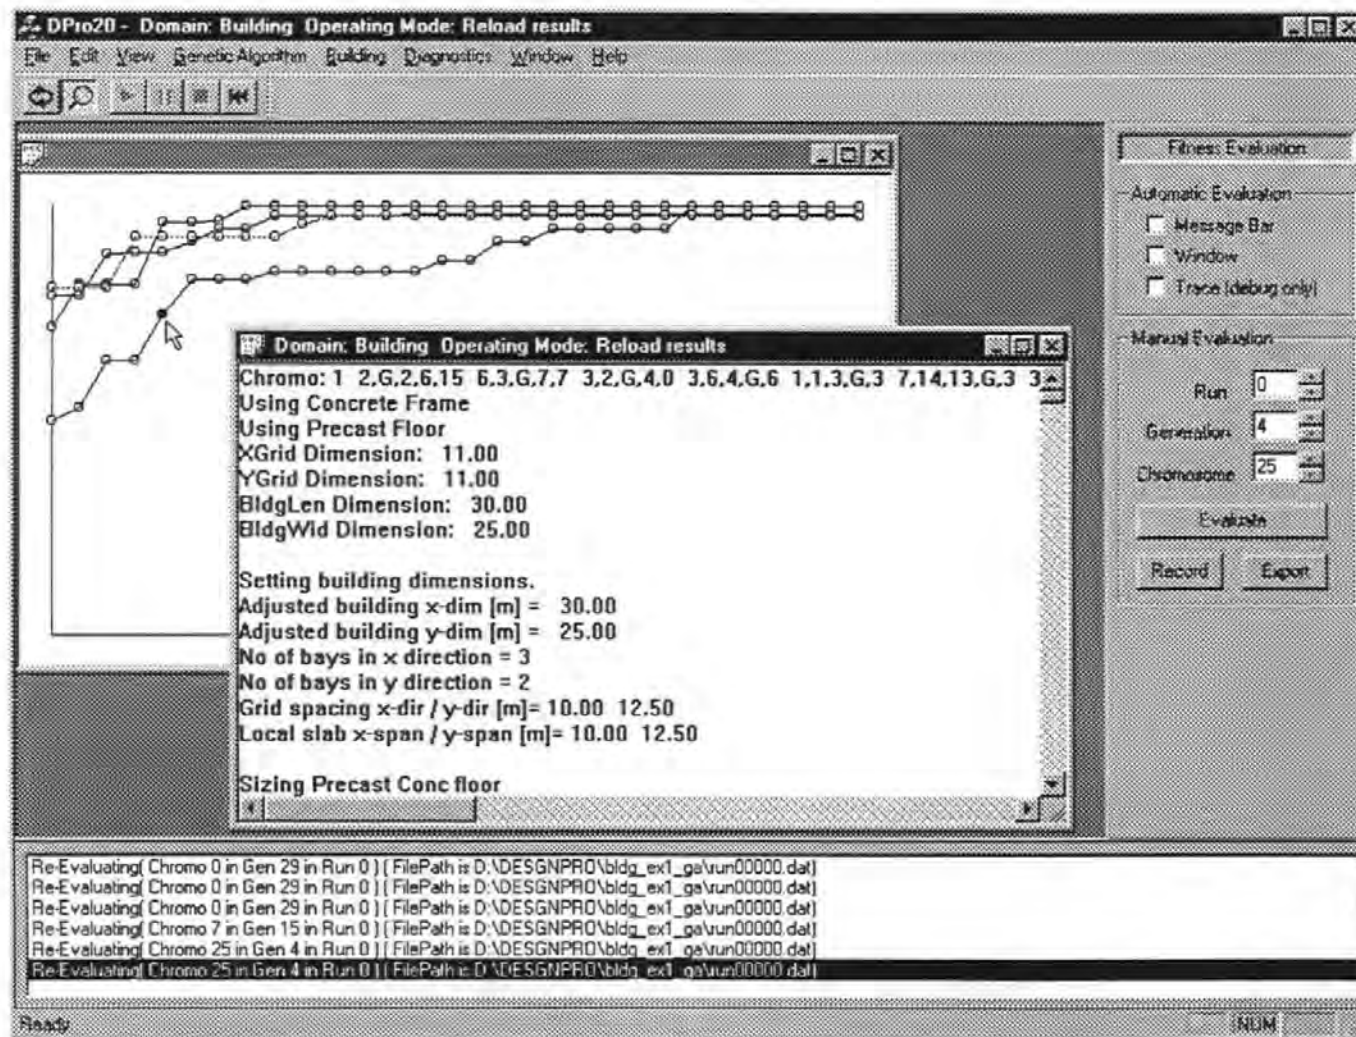 DPro20 - Domain: Building Operating Mode: Reload results
File Edit View Genetic Algorithm Building Diagnostics Window Help
Fitness Evaluation
Automatic Evaluation
Message Bar
Window
Trace (debug only)
Manual Evaluation
Run 0
Generation 4
Chromosome 25
Evaluate
Record Export
Domain: Building Operating Mode: Reload results
Chromo: 1 2,G,2,6,15 6,3,G,7,7 3,2,G,4,0 3,6,4,G,6 1,1,3,G,3 7,14,13,G,3 3
Using Concrete Frame
Using Precast Floor
XGrid Dimension: 11.00
YGrid Dimension: 11.00
BldgLen Dimension: 30.00
BldgWid Dimension: 25.00
Setting building dimensions.
Adjusted building x-dim [m] = 30.00
Adjusted building y-dim [m] = 25.00
No of bays in x direction = 3
No of bays in y direction = 2
Grid spacing x-dir / y-dir [m]= 10.00 12.50
Local slab x-span / y-span [m]= 10.00 12.50
Sizing Precast Conc floor
Re-Evaluating( Chromo 0 in Gen 29 in Run 0 ) ( FilePath is D:\DESGNPRO\bldg_ex1_ga\run00000.dat)
Re-Evaluating( Chromo 0 in Gen 29 in Run 0 ) ( FilePath is D:\DESGNPRO\bldg_ex1_ga\run00000.dat)
Re-Evaluating( Chromo 0 in Gen 29 in Run 0 ) ( FilePath is D:\DESGNPRO\bldg_ex1_ga\run00000.dat)
Re-Evaluating( Chromo 7 in Gen 15 in Run 0 ) ( FilePath is D:\DESGNPRO\bldg_ex1_ga\run00000.dat)
Re-Evaluating( Chromo 25 in Gen 4 in Run 0 ) ( FilePath is D:\DESGNPRO\bldg_ex1_ga\run00000.dat)
Re-Evaluating( Chromo 25 in Gen 4 in Run 0 ) ( FilePath is D:\DESGNPRO\bldg_ex1_ga\run00000.dat)
Ready NUM